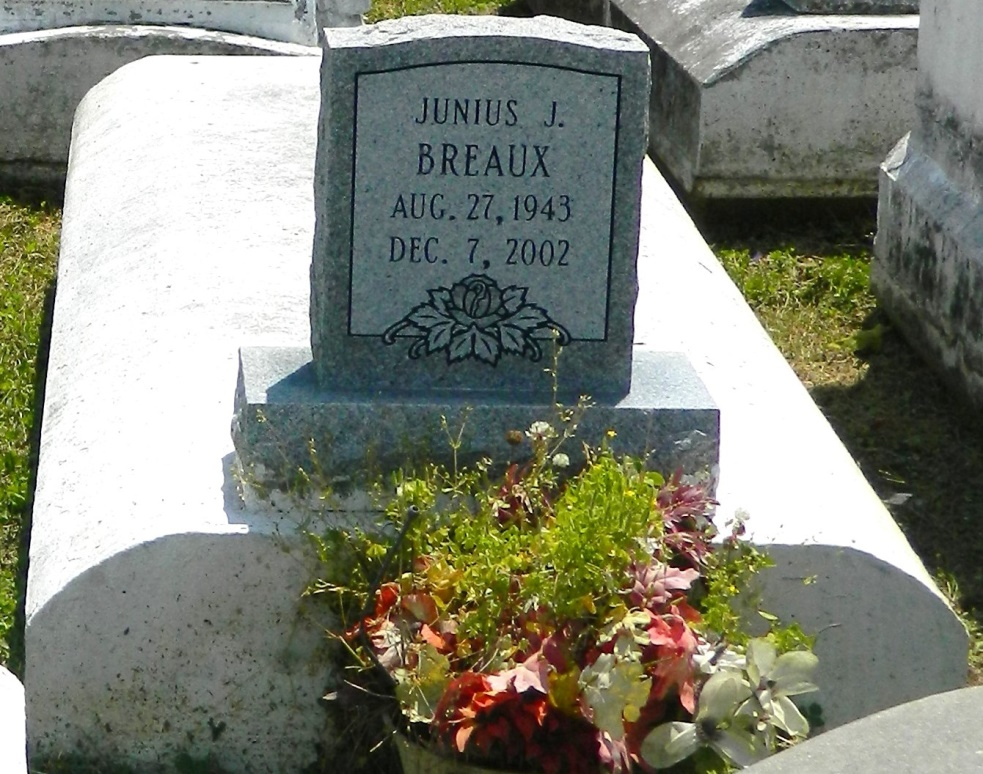 JUNIUS J.
BREAUX
AUG. 27, 1943
DEC. 7, 2002